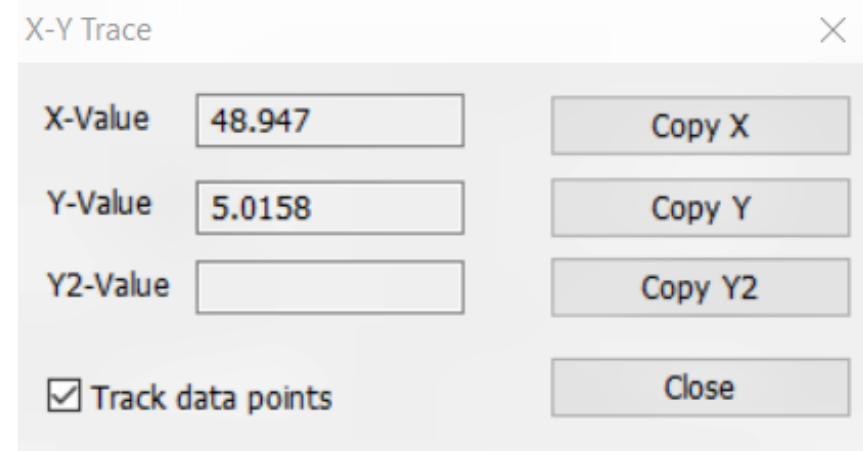 X-Y Trace
X-Value 48.947 Copy X
Y-Value 5.0158 Copy Y
Y2-Value Copy Y2
Track data points Close